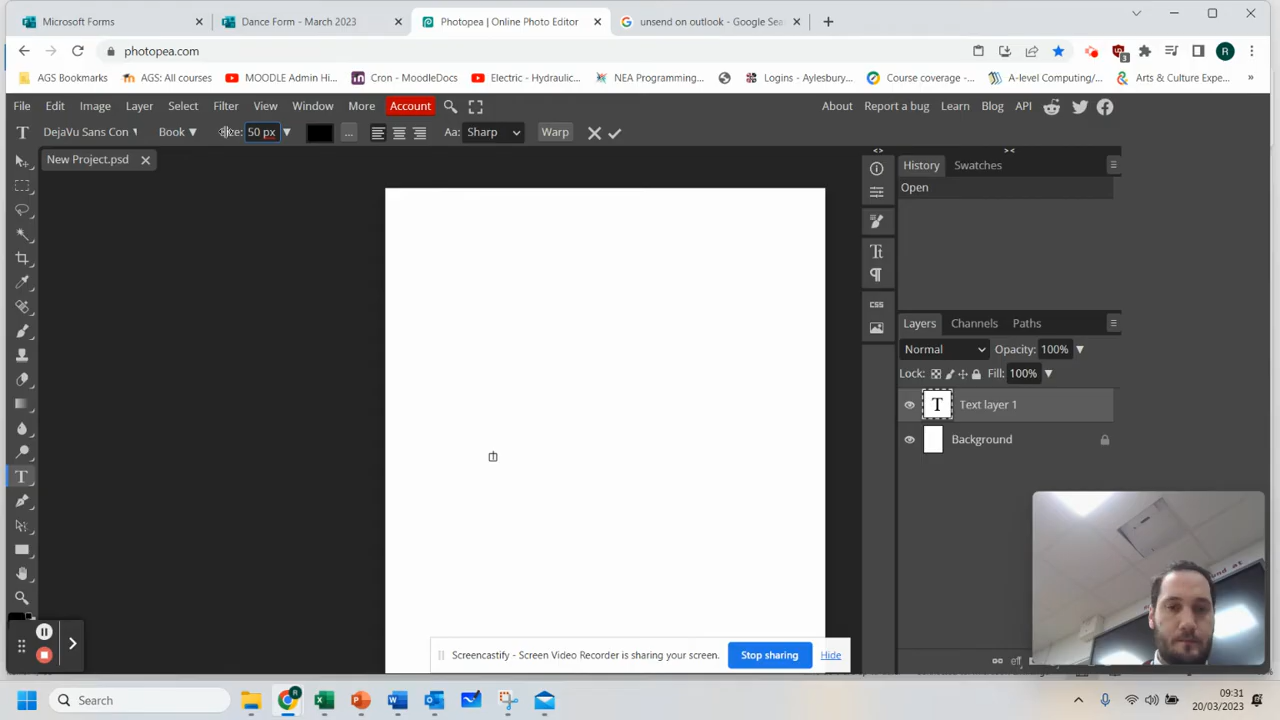 Microsoft Forms
Dance Form - March 2023
Photopea | Online Photo Editor
unsend on outlook - Google Sea
photopea.com
3
R
AGS Bookmarks
AGS: All courses
MOODLE Admin Hi...
Cron - MoodleDocs
Electric - Hydraulic...
NEA Programming...
Logins - Aylesbury...
Course coverage -...
A-level Computing/...
Arts & Culture Expe...
File Edit Image Layer Select Filter View Window More Account
About Report a bug Learn Blog API
T DejaVu Sans Con Book Size: 50 px ... Aa: Sharp Warp
New Project.psd
History Swatches
Open
CSS
Layers Channels Paths
Normal Opacity: 100%
Lock: Fill: 100%
T Text layer 1
Background
Screencastify - Screen Video Recorder is sharing your screen. Stop sharing Hide
eff
Search
09:31
20/03/2023